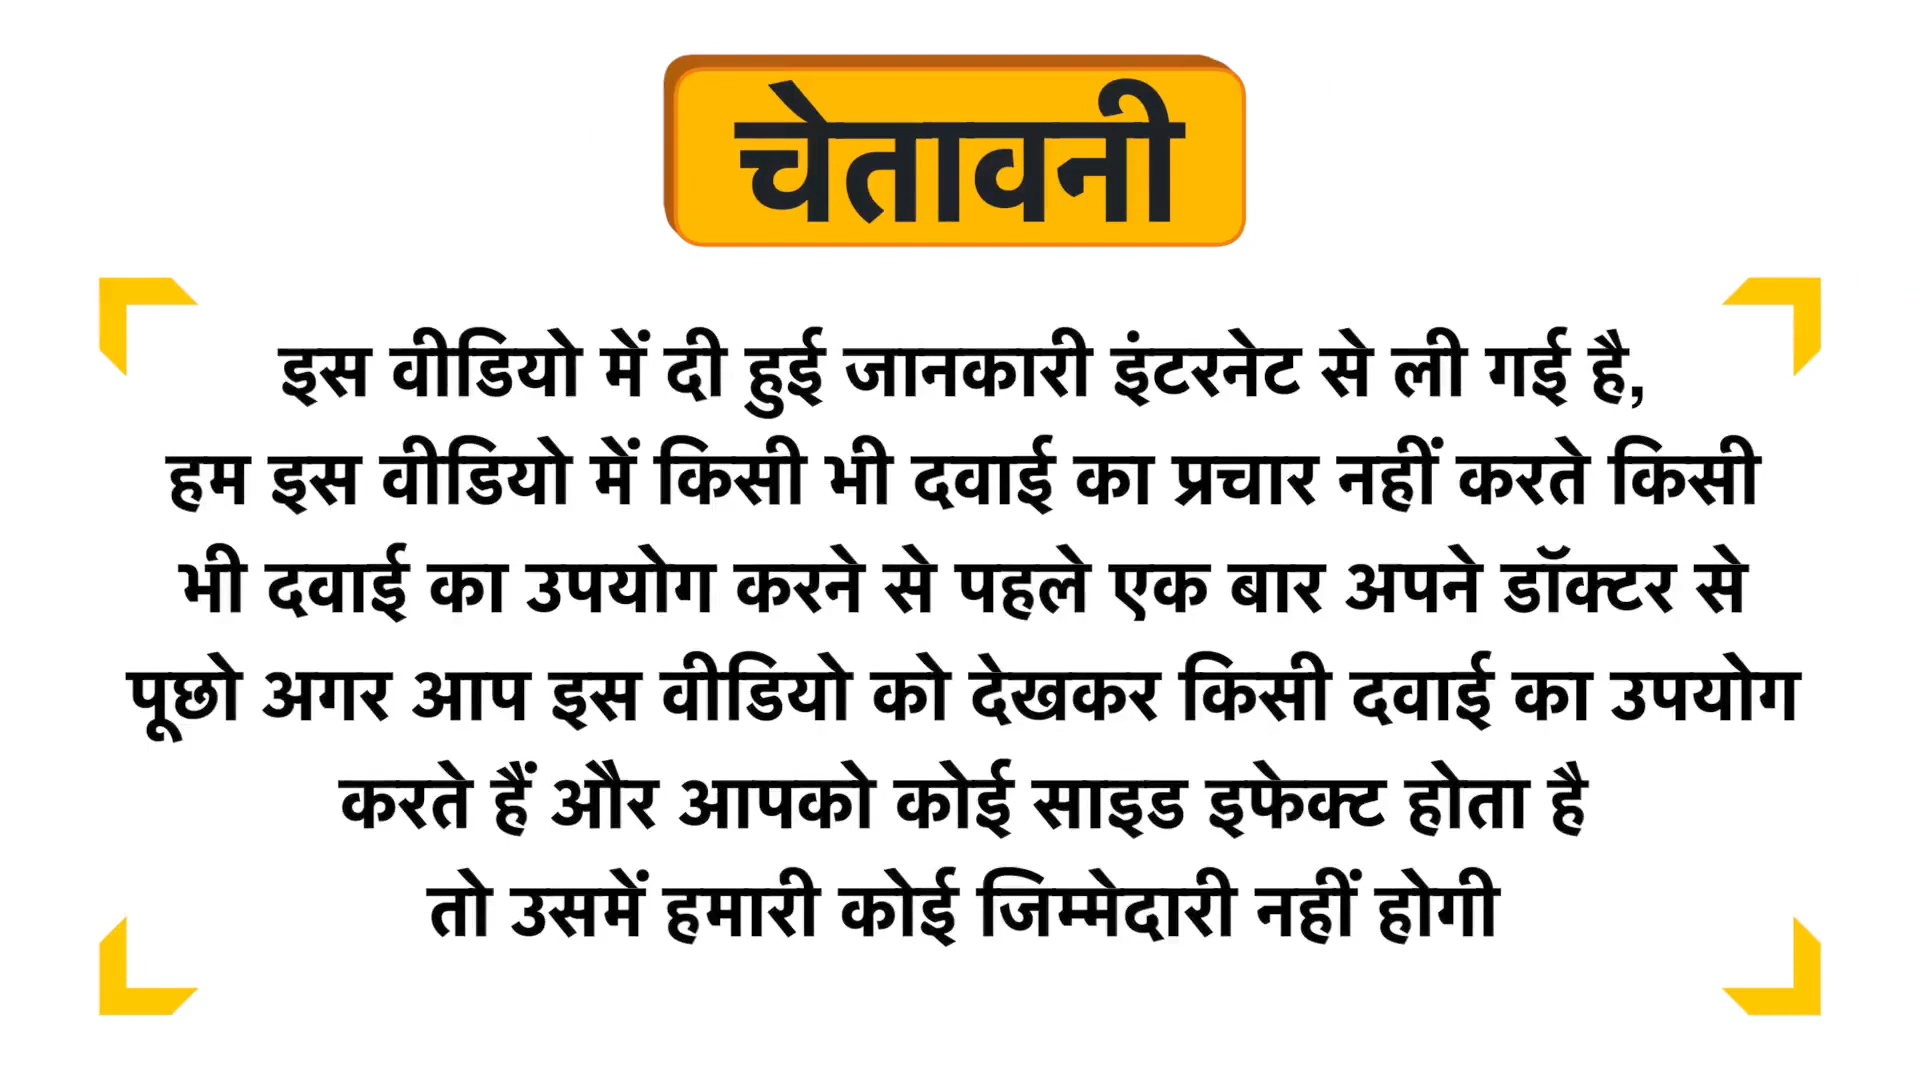 चेतावनी
इस वीडियो में दी हुई जानकारी इंटरनेट से ली गई है,
हम इस वीडियो में किसी भी दवाई का प्रचार नहीं करते किसी
भी दवाई का उपयोग करने से पहले एक बार अपने डॉक्टर से
पूछो अगर आप इस वीडियो को देखकर किसी दवाई का उपयोग
करते हैं और आपको कोई साइड इफेक्ट होता है
तो उसमें हमारी कोई जिम्मेदारी नहीं होगी